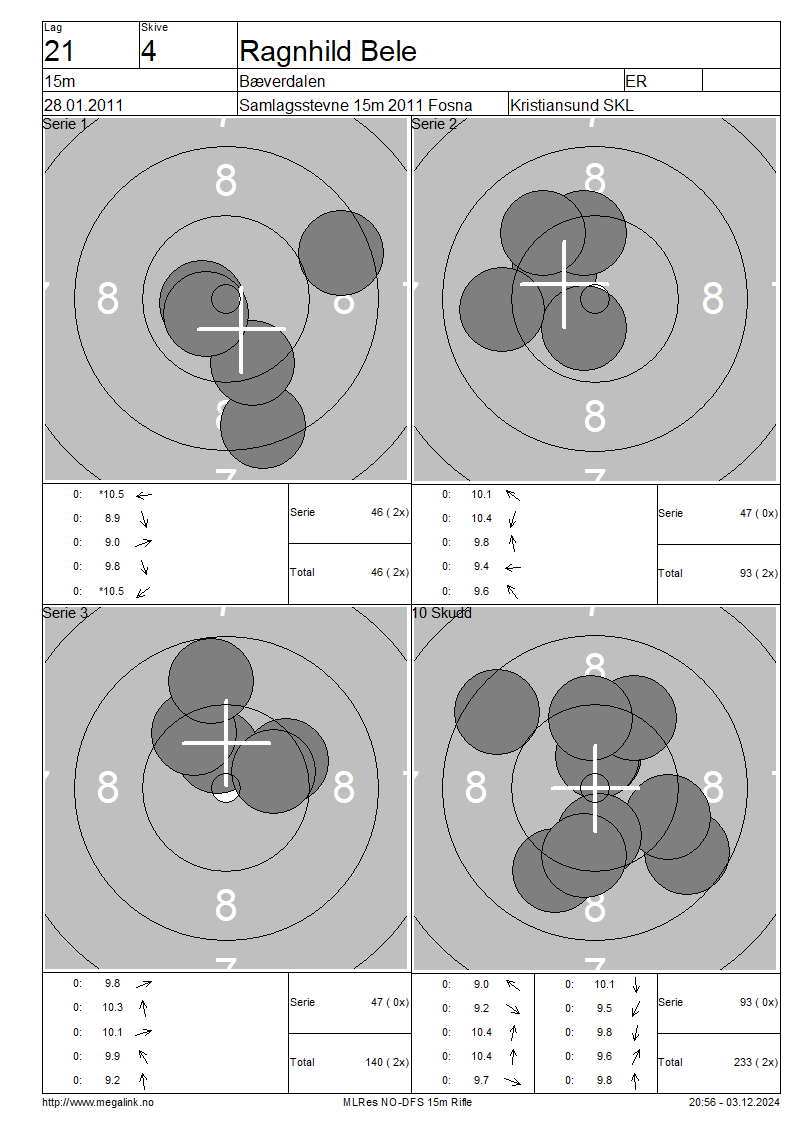 Lag Skive
21 4 Ragnhild Bele
15m Bæverdalen ER
28.01.2011 Samlagsstevne 15m 2011 Fosna Kristiansund SKL
Serie 1
7
8
7 8 8
8
7
0: *10.5
0: 8.9
0: 9.0
0: 9.8
0: *10.5
Serie 46 ( 2x)
Total 46 ( 2x)
Serie 2
7
8
7 8 7
8
7
0: 10.1
0: 10.4
0: 9.8
0: 9.4
0: 9.6
Serie 47 ( 0x)
Total 93 ( 2x)
Serie 3
7
8 8
8
7
0: 9.8
0: 10.3
0: 10.1
0: 9.9
0: 9.2
Serie 47 ( 0x)
Total 140 ( 2x)
10 Skudd
7
8
7 8 8 7
8
7
0: 9.0 0: 10.1
0: 9.2 0: 9.5
0: 10.4 0: 9.8
0: 10.4 0: 9.6
0: 9.7 0: 9.8
Serie 93 ( 0x)
Total 233 ( 2x)
http://www.megalink.no MLRes NO-DFS 15m Rifle 20:56 - 03.12.2024